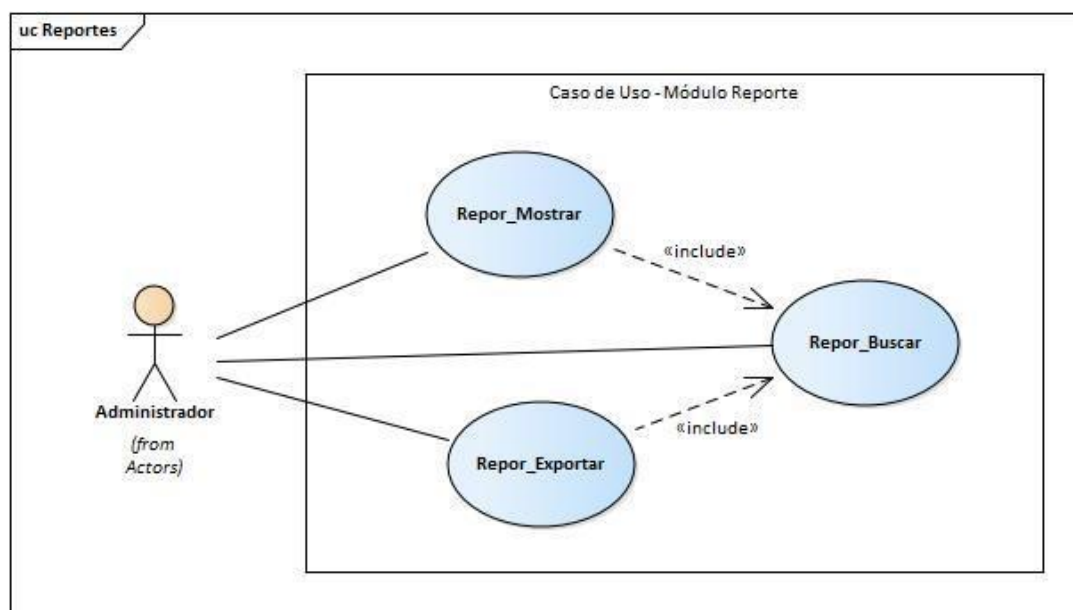 uc Reportes
Caso de Uso - Módulo Reporte
Repor_Mostrar
«include»
Repor_Buscar
Administrador
(from
Actors)
«include»
Repor_Exportar